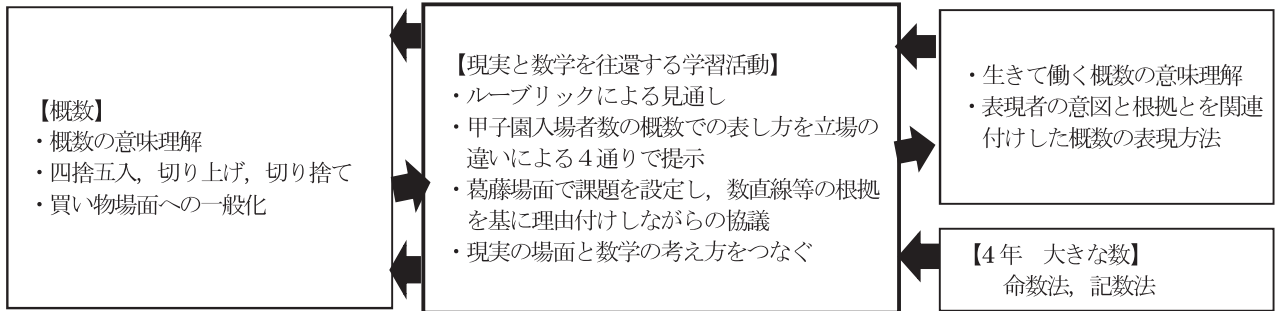 【概数】
・概数の意味理解
・四捨五入，切り上げ，切り捨て
・買い物場面への一般化
【現実と数学を往還する学習活動】
・ルーブリックによる見通し
・甲子園入場者数の概数での表し方を立場の
違いによる４通りで提示
・葛藤場面で課題を設定し，数直線等の根拠
を基に理由付けしながらの協議
・現実の場面と数学の考え方をつなぐ
・生きて働く概数の意味理解
・表現者の意図と根拠とを関連
付けした概数の表現方法
【4 年　大きな数】
命数法，記数法